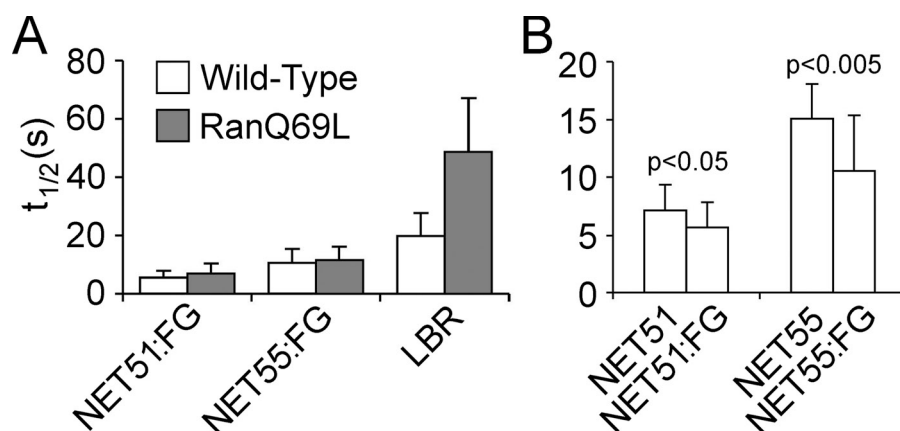 A
t1/2(s)
80
60
40
20
0
Wild-Type
RanQ69L
NET51:FG
NET55:FG
LBR
B
20
15
10
5
0
p<0.05
p<0.005
NET51
NET51:FG
NET55
NET55:FG